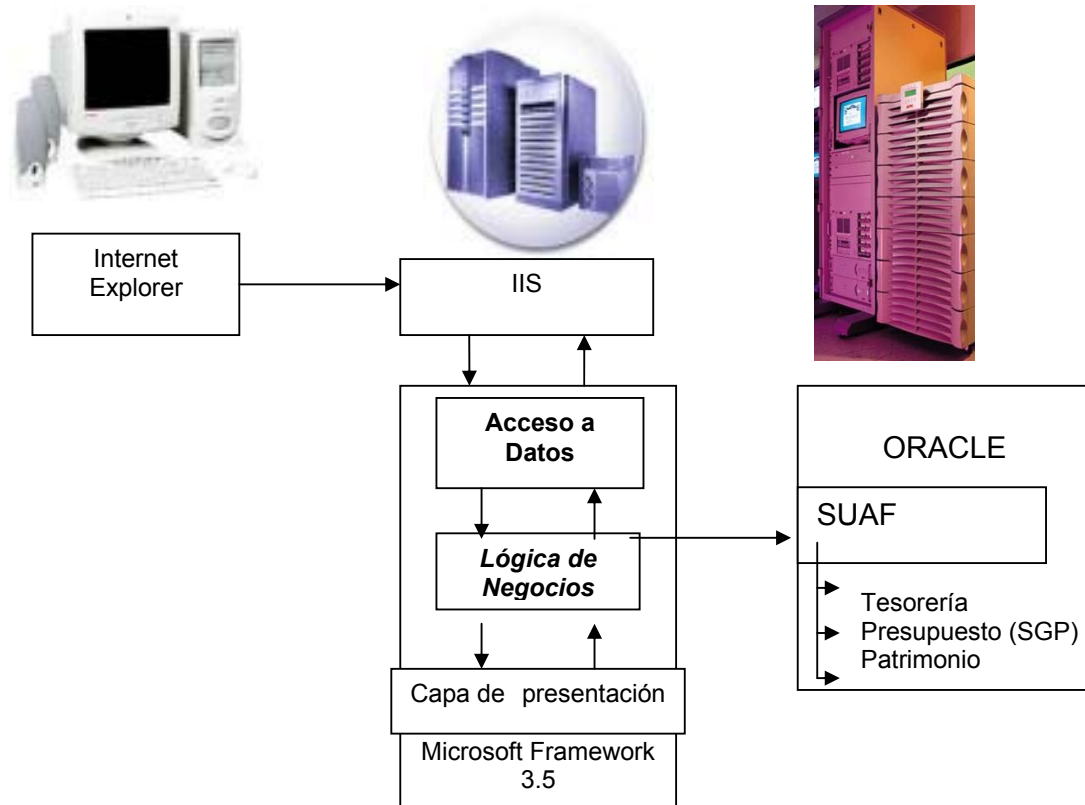 Internet
Explorer
IIS
Acceso a
Datos
Lógica de
Negocios
Capa de presentación
Microsoft Framework
3.5
ORACLE
SUAF
Tesorería
Presupuesto (SGP)
Patrimonio